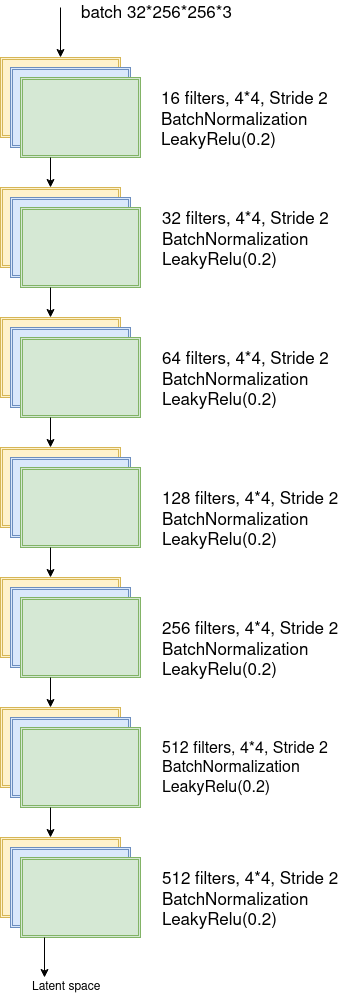 batch 32*256*256*3
16 filters, 4*4, Stride 2
BatchNormalization
LeakyRelu(0.2)
32 filters, 4*4, Stride 2
BatchNormalization
LeakyRelu(0.2)
64 filters, 4*4, Stride 2
BatchNormalization
LeakyRelu(0.2)
128 filters, 4*4, Stride 2
BatchNormalization
LeakyRelu(0.2)
256 filters, 4*4, Stride 2
BatchNormalization
LeakyRelu(0.2)
512 filters, 4*4, Stride 2
BatchNormalization
LeakyRelu(0.2)
512 filters, 4*4, Stride 2
BatchNormalization
LeakyRelu(0.2)
Latent space